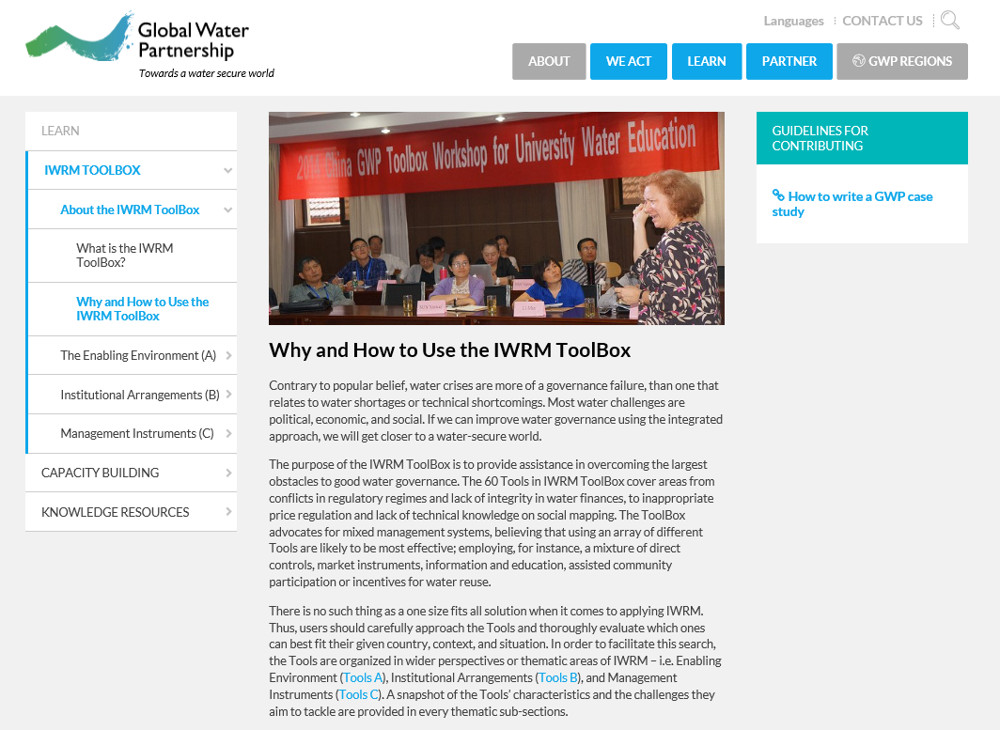 Global Water
Partnership
Towards a water secure world
Languages
CONTACT US
ABOUT
WE ACT
LEARN
PARTNER
GWP REGIONS
LEARN
IWRM TOOLBOX
About the IWRM ToolBox
What is the IWRM
ToolBox?
Why and How to Use the
IWRM ToolBox
The Enabling Environment (A)
Institutional Arrangements (B)
Management Instruments (C)
CAPACITY BUILDING
KNOWLEDGE RESOURCES
2014 China GWP Toolbox Workshop for University Water Education
Why and How to Use the IWRM ToolBox
Contrary to popular belief, water crises are more of a governance failure, than one that
relates to water shortages or technical shortcomings. Most water challenges are
political, economic, and social. If we can improve water governance using the integrated
approach, we will get closer to a water-secure world.
The purpose of the IWRM ToolBox is to provide assistance in overcoming the largest
obstacles to good water governance. The 60 Tools in IWRM ToolBox cover areas from
conflicts in regulatory regimes and lack of integrity in water finances, to inappropriate
price regulation and lack of technical knowledge on social mapping. The ToolBox
advocates for mixed management systems, believing that using an array of different
Tools are likely to be most effective; employing, for instance, a mixture of direct
controls, market instruments, information and education, assisted community
participation or incentives for water reuse.
There is no such thing as a one size fits all solution when it comes to applying IWRM.
Thus, users should carefully approach the Tools and thoroughly evaluate which ones
can best fit their given country, context, and situation. In order to facilitate this search,
the Tools are organized in wider perspectives or thematic areas of IWRM – i.e. Enabling
Environment (Tools A), Institutional Arrangements (Tools B), and Management
Instruments (Tools C). A snapshot of the Tools' characteristics and the challenges they
aim to tackle are provided in every thematic sub-sections.
GUIDELINES FOR
CONTRIBUTING
How to write a GWP case
study